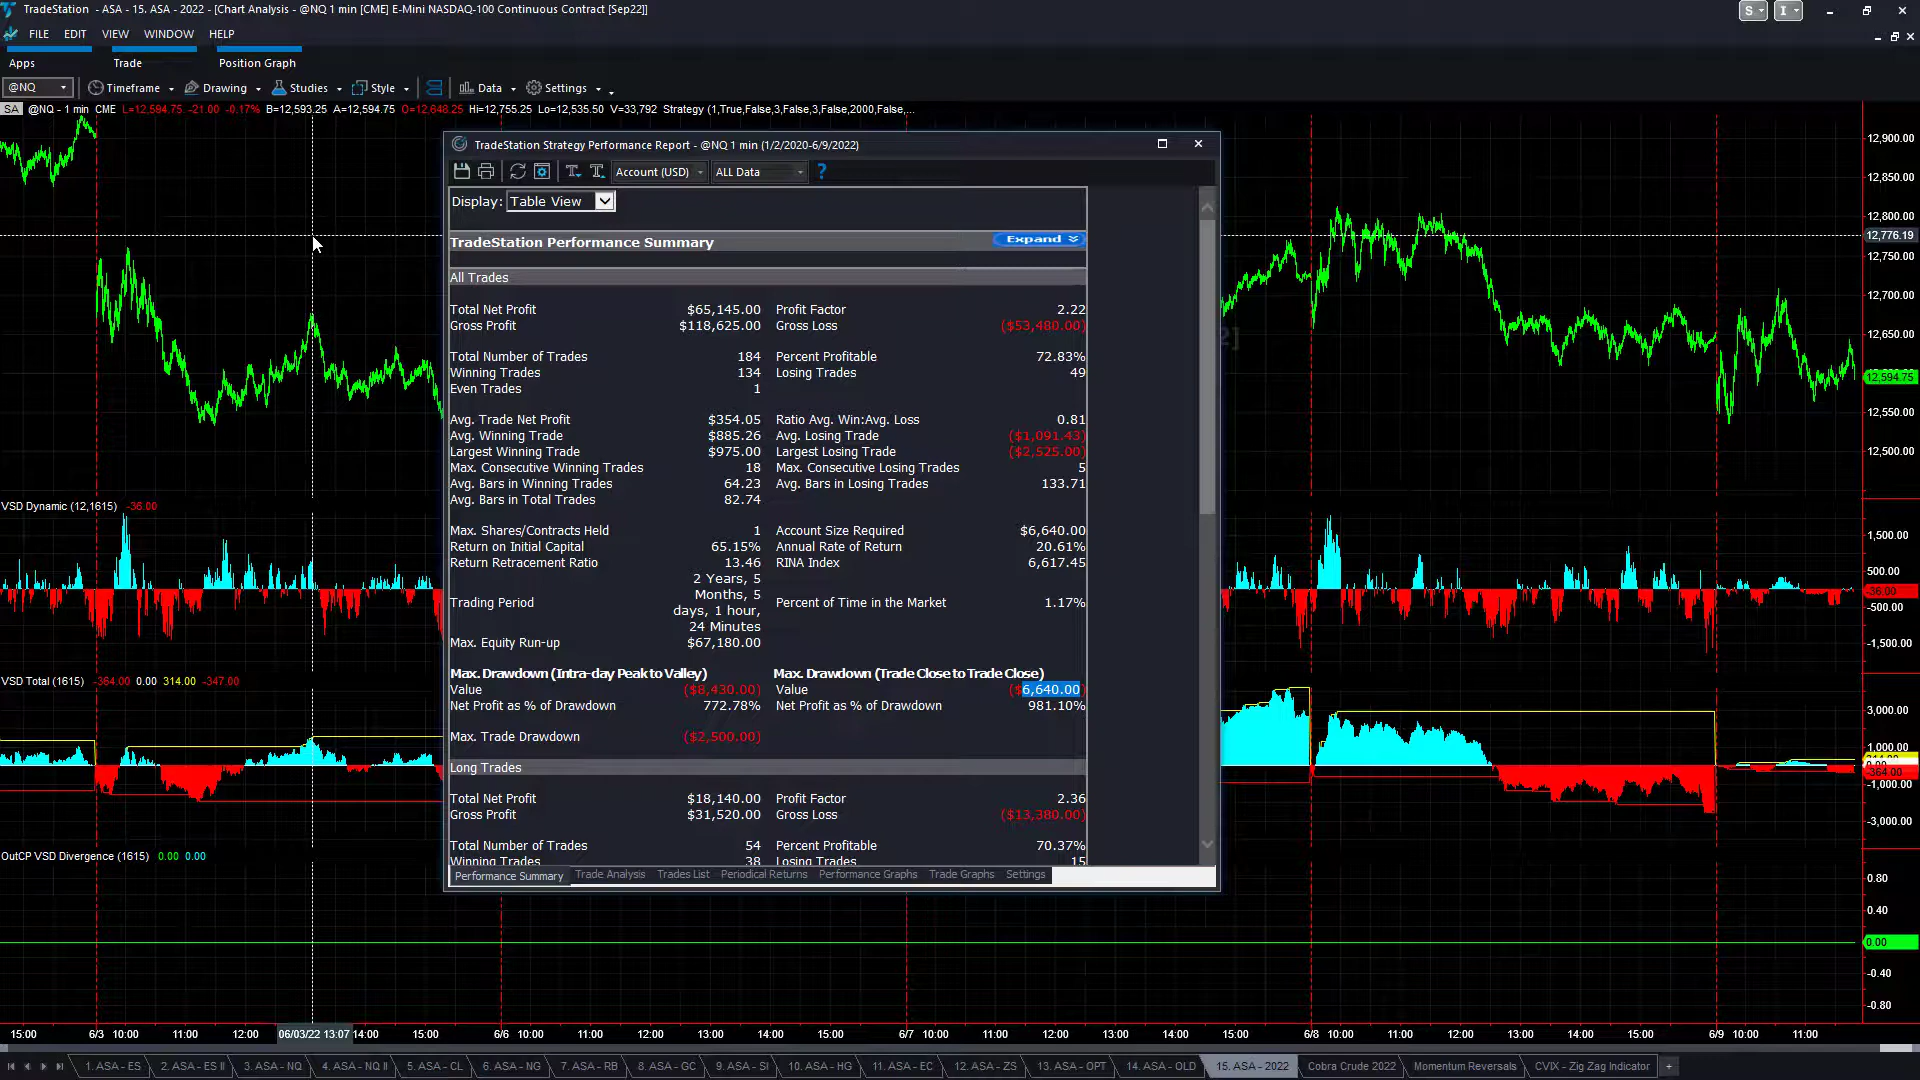 TradeStation - ASA - 15. ASA - 2022 - [Chart Analysis - @NQ 1 min [CME] E-Mini NASDAQ-100 Continuous Contract [Sep22]]
S I
FILE EDIT VIEW WINDOW HELP
Apps Trade Position Graph
@NQ Timeframe Drawing Studies Style Data Settings
SA @NQ - 1 min CME L=12,594.75 -21.00 -0.17% B=12,593.25 A=12,594.75 O=12,648.25 Hi=12,755.25 Lo=12,535.50 V=33,792 Strategy (1,True,False,3,False,3,False,2000,False,...
TradeStation Strategy Performance Report - @NQ 1 min (1/2/2020-6/9/2022)
Account (USD) ALL Data ?
Display: Table View
TradeStation Performance Summary Expand
All Trades
Total Net Profit $65,145.00 Profit Factor 2.22
Gross Profit $118,625.00 Gross Loss ($53,480.00)
Total Number of Trades 184 Percent Profitable 72.83%
Winning Trades 134 Losing Trades 49
Even Trades 1
Avg. Trade Net Profit $354.05 Ratio Avg. Win:Avg. Loss 0.81
Avg. Winning Trade $885.26 Avg. Losing Trade ($1,091.43)
Largest Winning Trade $975.00 Largest Losing Trade ($2,525.00)
Max. Consecutive Winning Trades 18 Max. Consecutive Losing Trades 5
Avg. Bars in Winning Trades 64.23 Avg. Bars in Losing Trades 133.71
Avg. Bars in Total Trades 82.74
Max. Shares/Contracts Held 1 Account Size Required $6,640.00
Return on Initial Capital 65.15% Annual Rate of Return 20.61%
Return Retracement Ratio 13.46 RINA Index 6,617.45
Trading Period 2 Years, 5 Months, 5 days, 1 hour, 24 Minutes Percent of Time in the Market 1.17%
Max. Equity Run-up $67,180.00
Max. Drawdown (Intra-day Peak to Valley) Max. Drawdown (Trade Close to Trade Close)
Value ($8,430.00) Value ($6,640.00)
Net Profit as % of Drawdown 772.78% Net Profit as % of Drawdown 981.10%
Max. Trade Drawdown ($2,500.00)
Long Trades
Total Net Profit $18,140.00 Profit Factor 2.36
Gross Profit $31,520.00 Gross Loss ($13,380.00)
Total Number of Trades 54 Percent Profitable 70.37%
Winning Trades 38 Losing Trades 15
Performance Summary Trade Analysis Trades List Periodical Returns Performance Graphs Trade Graphs Settings
12,900.00
12,850.00
12,800.00
12,776.19
12,750.00
12,700.00
12,650.00
12,594.75
12,550.00
12,500.00
VSD Dynamic (12,1615) -36.00
1,500.00
500.00
-36.00
-500.00
-1,500.00
VSD Total (1615) -364.00 0.00 314.00 -347.00
3,000.00
1,000.00
0.00
-364.00
-1,000.00
-3,000.00
OutCP VSD Divergence (1615) 0.00 0.00
0.80
0.40
0.00
-0.40
-0.80
15:00 6/3 10:00 11:00 12:00 06/03/22 13:07 14:00 15:00 6/6 10:00 11:00 12:00 13:00 14:00 15:00 6/7 10:00 11:00 12:00 13:00 14:00 15:00 6/8 10:00 11:00 12:00 13:00 14:00 15:00 6/9 10:00 11:00
1. ASA - ES 2. ASA - ES II 3. ASA - NQ 4. ASA - NQ II 5. ASA - CL 6. ASA - NG 7. ASA - RB 8. ASA - GC 9. ASA - SI 10. ASA - HG 11. ASA - EC 12. ASA - ZS 13. ASA - OPT 14. ASA - OLD 15. ASA - 2022 Cobra Crude 2022 Momentum Reversals CVIX - Zig Zag Indicator +